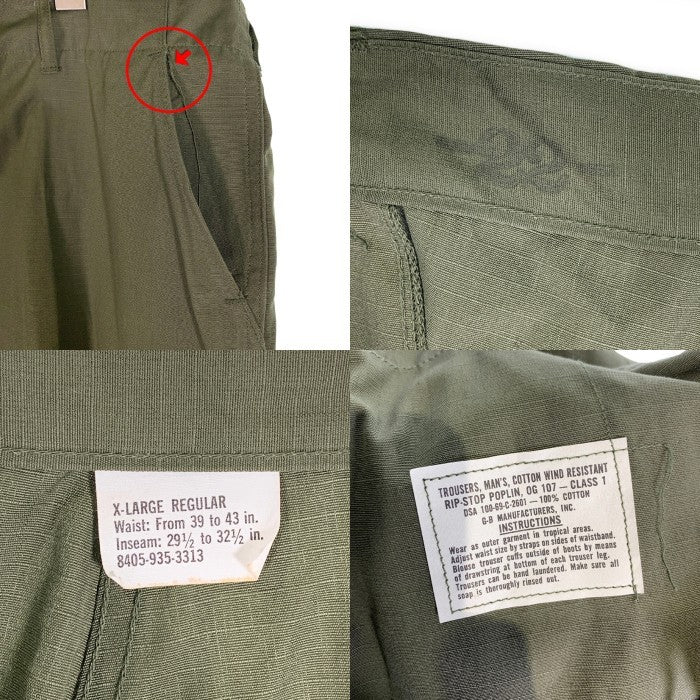 22
X-LARGE REGULAR
Waist: From 39 to 43 in.
Inseam: 29½ to 32½ in.
8405-935-3313
TROUSERS, MAN'S, COTTON WIND RESISTANT
RIP-STOP POPLIN, OG 107 — CLASS 1
DSA 100-69-C-2601 — 100% COTTON
G-B MANUFACTURERS, INC.
INSTRUCTIONS
Wear as outer garment in tropical areas.
Adjust waist size by straps on sides of waistband.
Blouse trouser cuffs outside of boots by means
of drawstring at bottom of each trouser leg.
Trousers can be hand laundered. Make sure all
soap is thoroughly rinsed out.